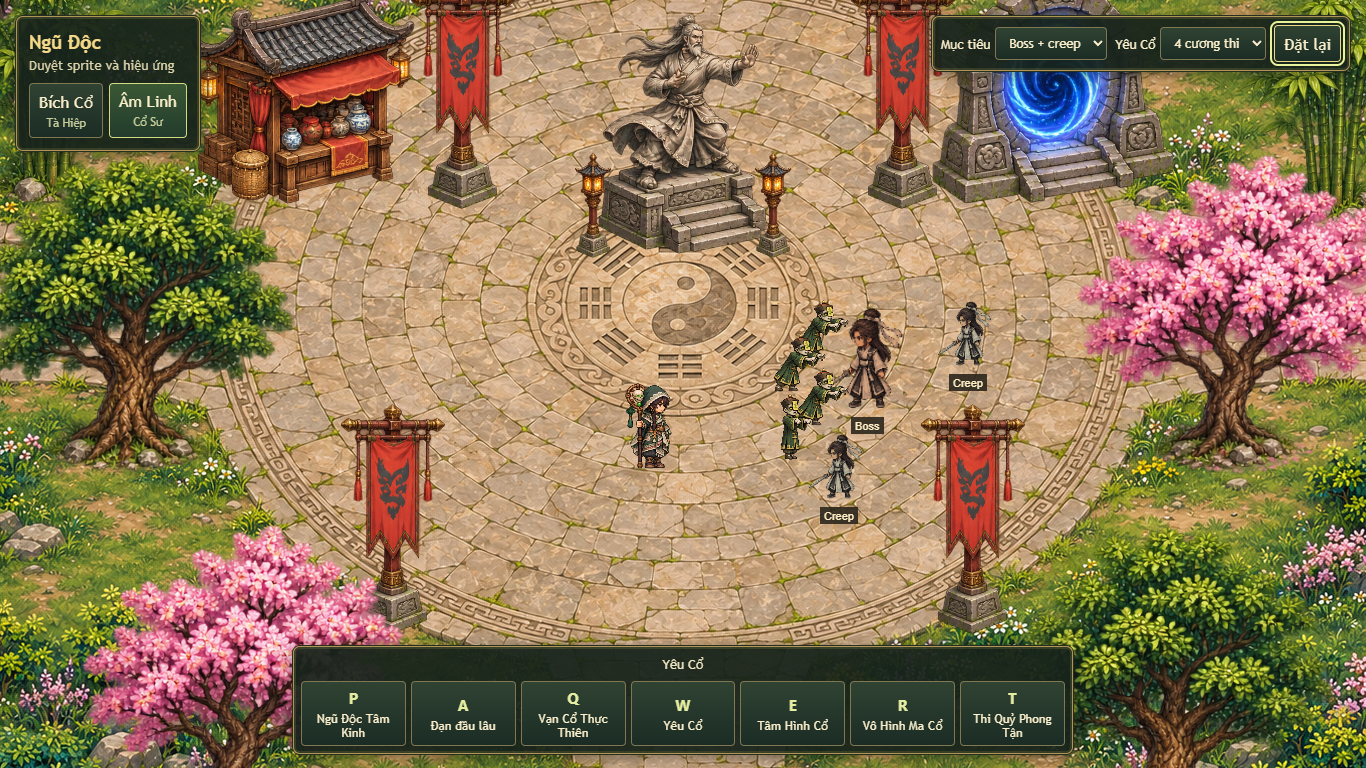 Ngũ Độc
Duyệt sprite và hiệu ứng
Bích Cổ
Tà Hiệp
Âm Linh
Cổ Sư
Mục tiêu
Boss + creep
Yêu Cổ
4 cương thi
Đặt lại
Creep
Boss
Creep
Yêu Cổ
P
Ngũ Độc Tâm
Kinh
A
Đạn đầu lâu
Q
Vạn Cổ Thực
Thiên
W
Yêu Cổ
E
Tâm Hình Cổ
R
Vô Hình Ma Cổ
T
Thi Quỷ Phong
Tận